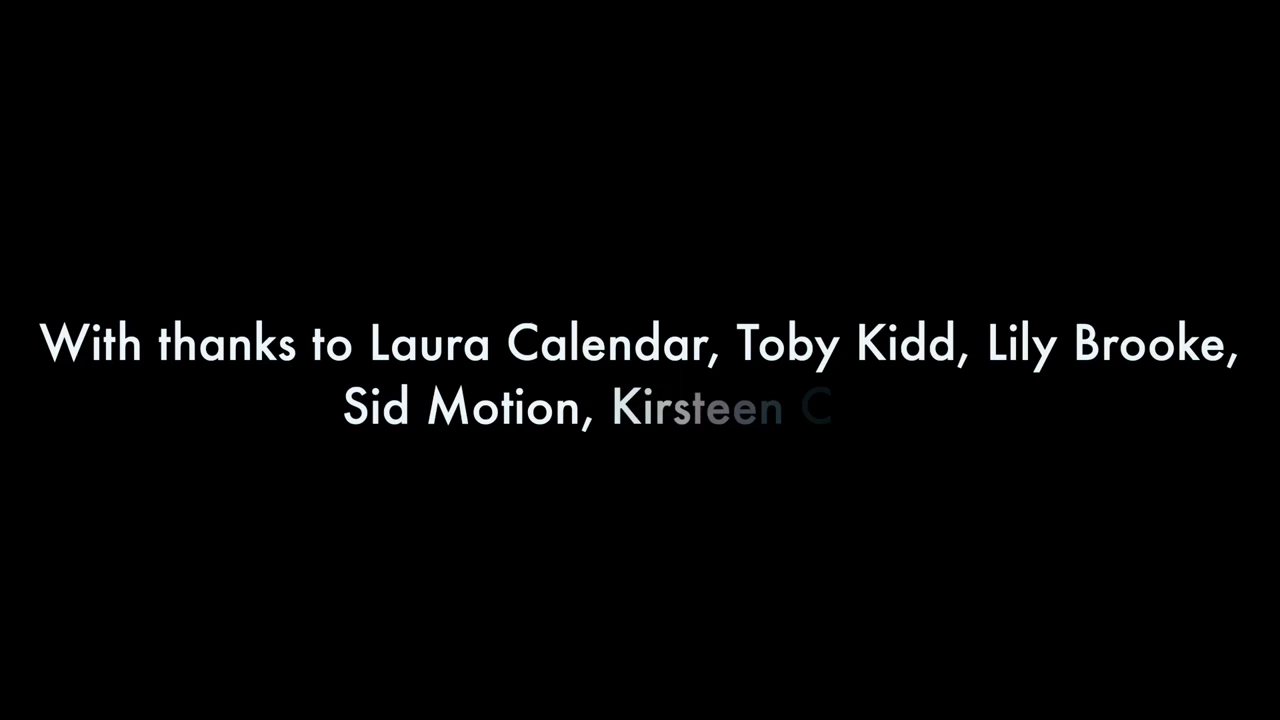 With thanks to Laura Calendar, Toby Kidd, Lily Brooke,
Sid Motion, Kirsteen C